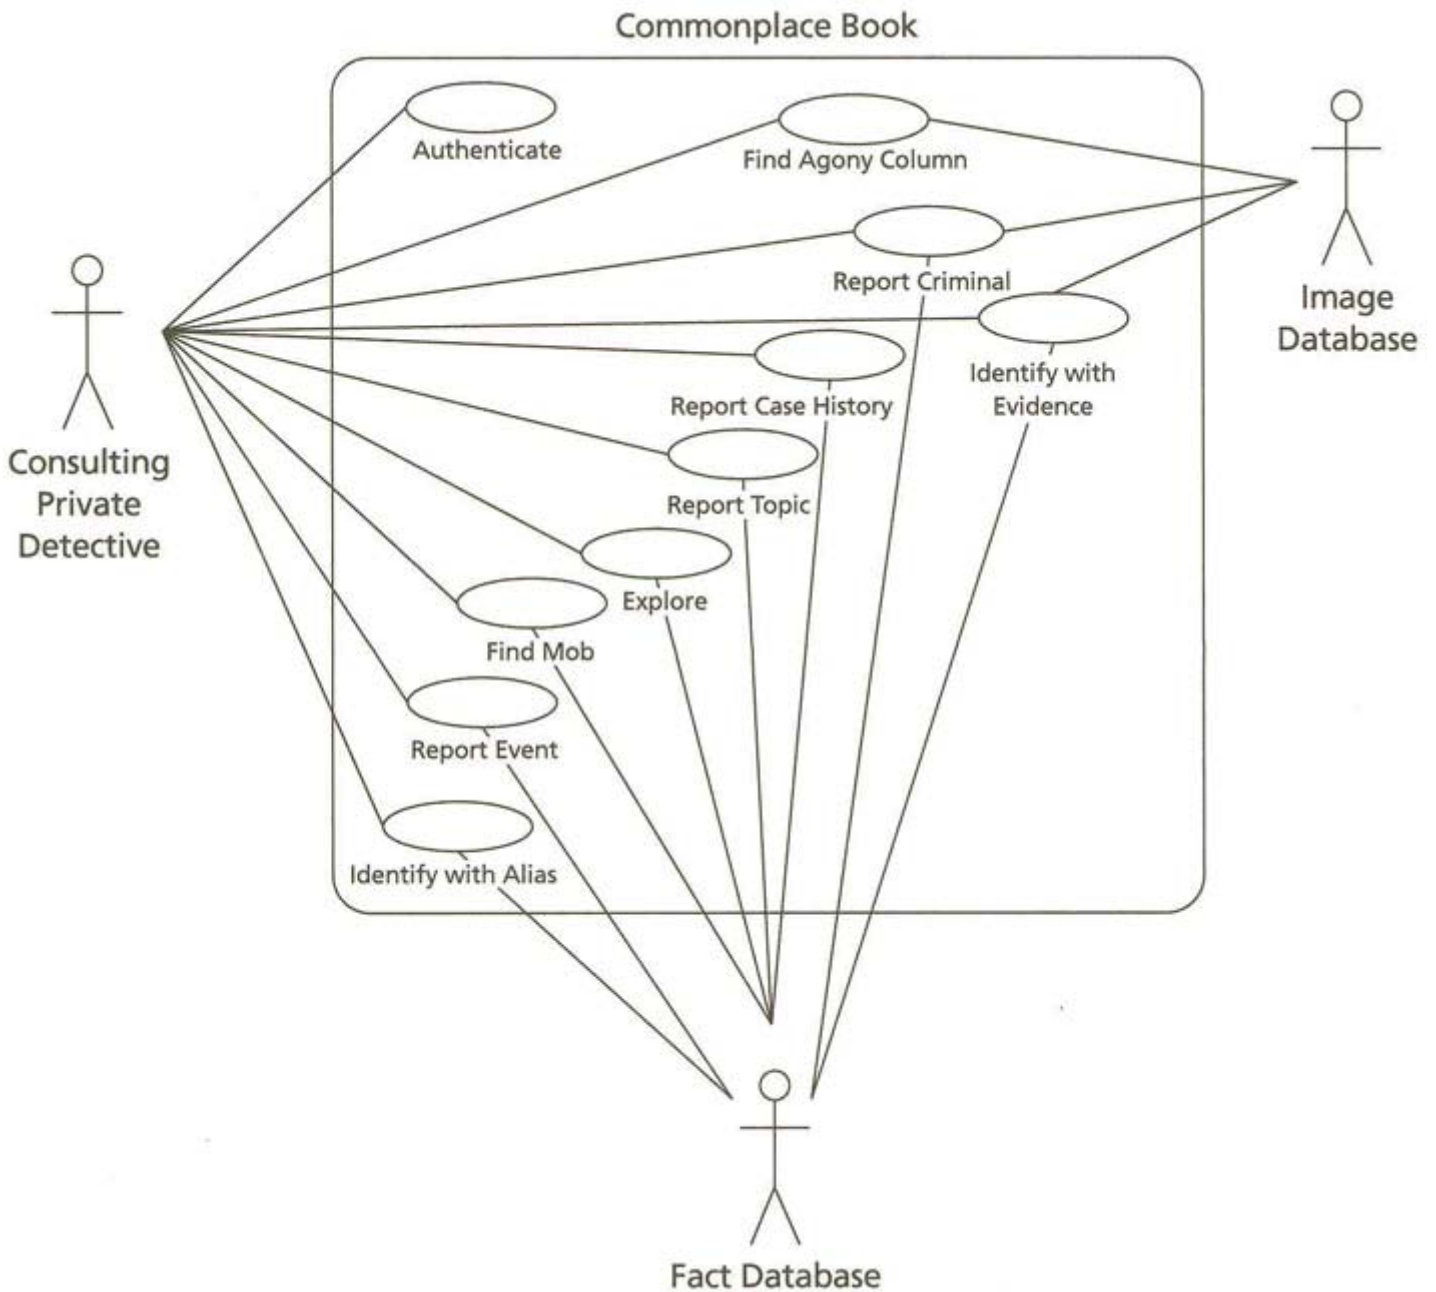 Commonplace Book
Authenticate
Find Agony Column
Report Criminal
Image
Database
Identify with
Evidence
Report Case History
Consulting
Private
Detective
Report Topic
Explore
Find Mob
Report Event
Identify with Alias
Fact Database